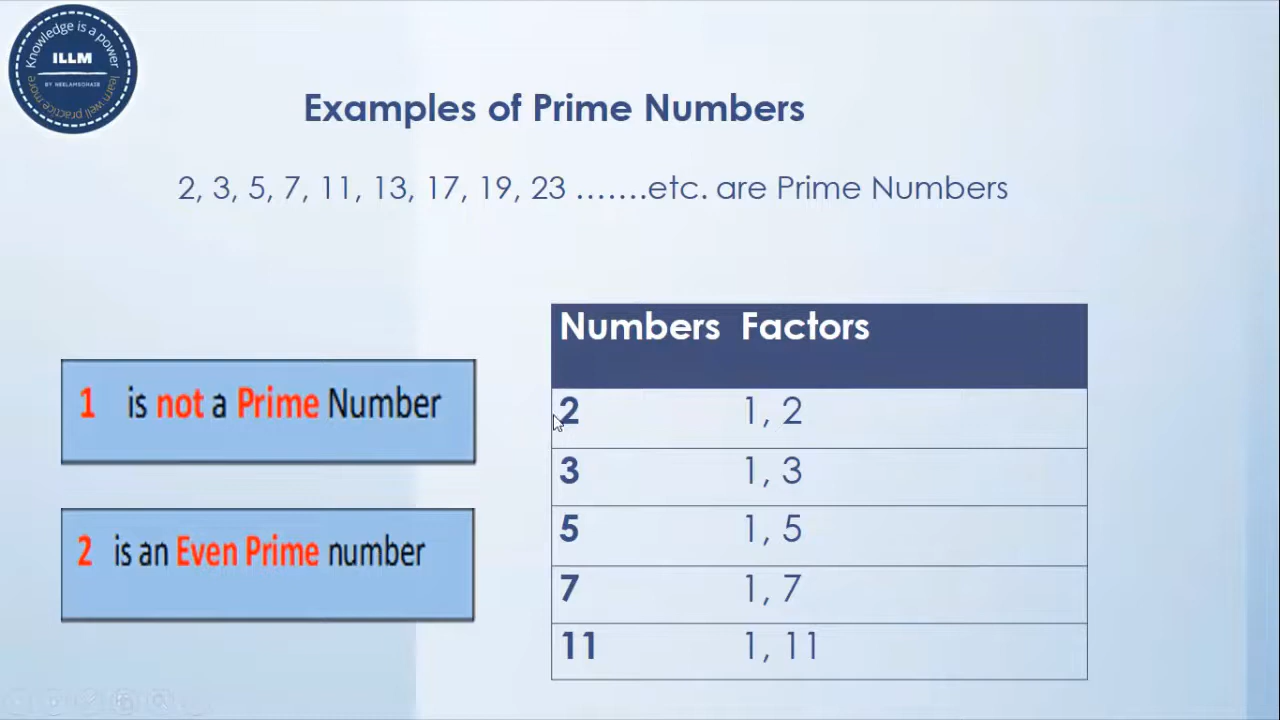 Knowledge is a power
ILLM
BY NEELAMSOHAIB
learn well practice more
Examples of Prime Numbers
2, 3, 5, 7, 11, 13, 17, 19, 23 .......etc. are Prime Numbers
1 is not a Prime Number
2 is an Even Prime number
Numbers Factors
2 1, 2
3 1, 3
5 1, 5
7 1, 7
11 1, 11